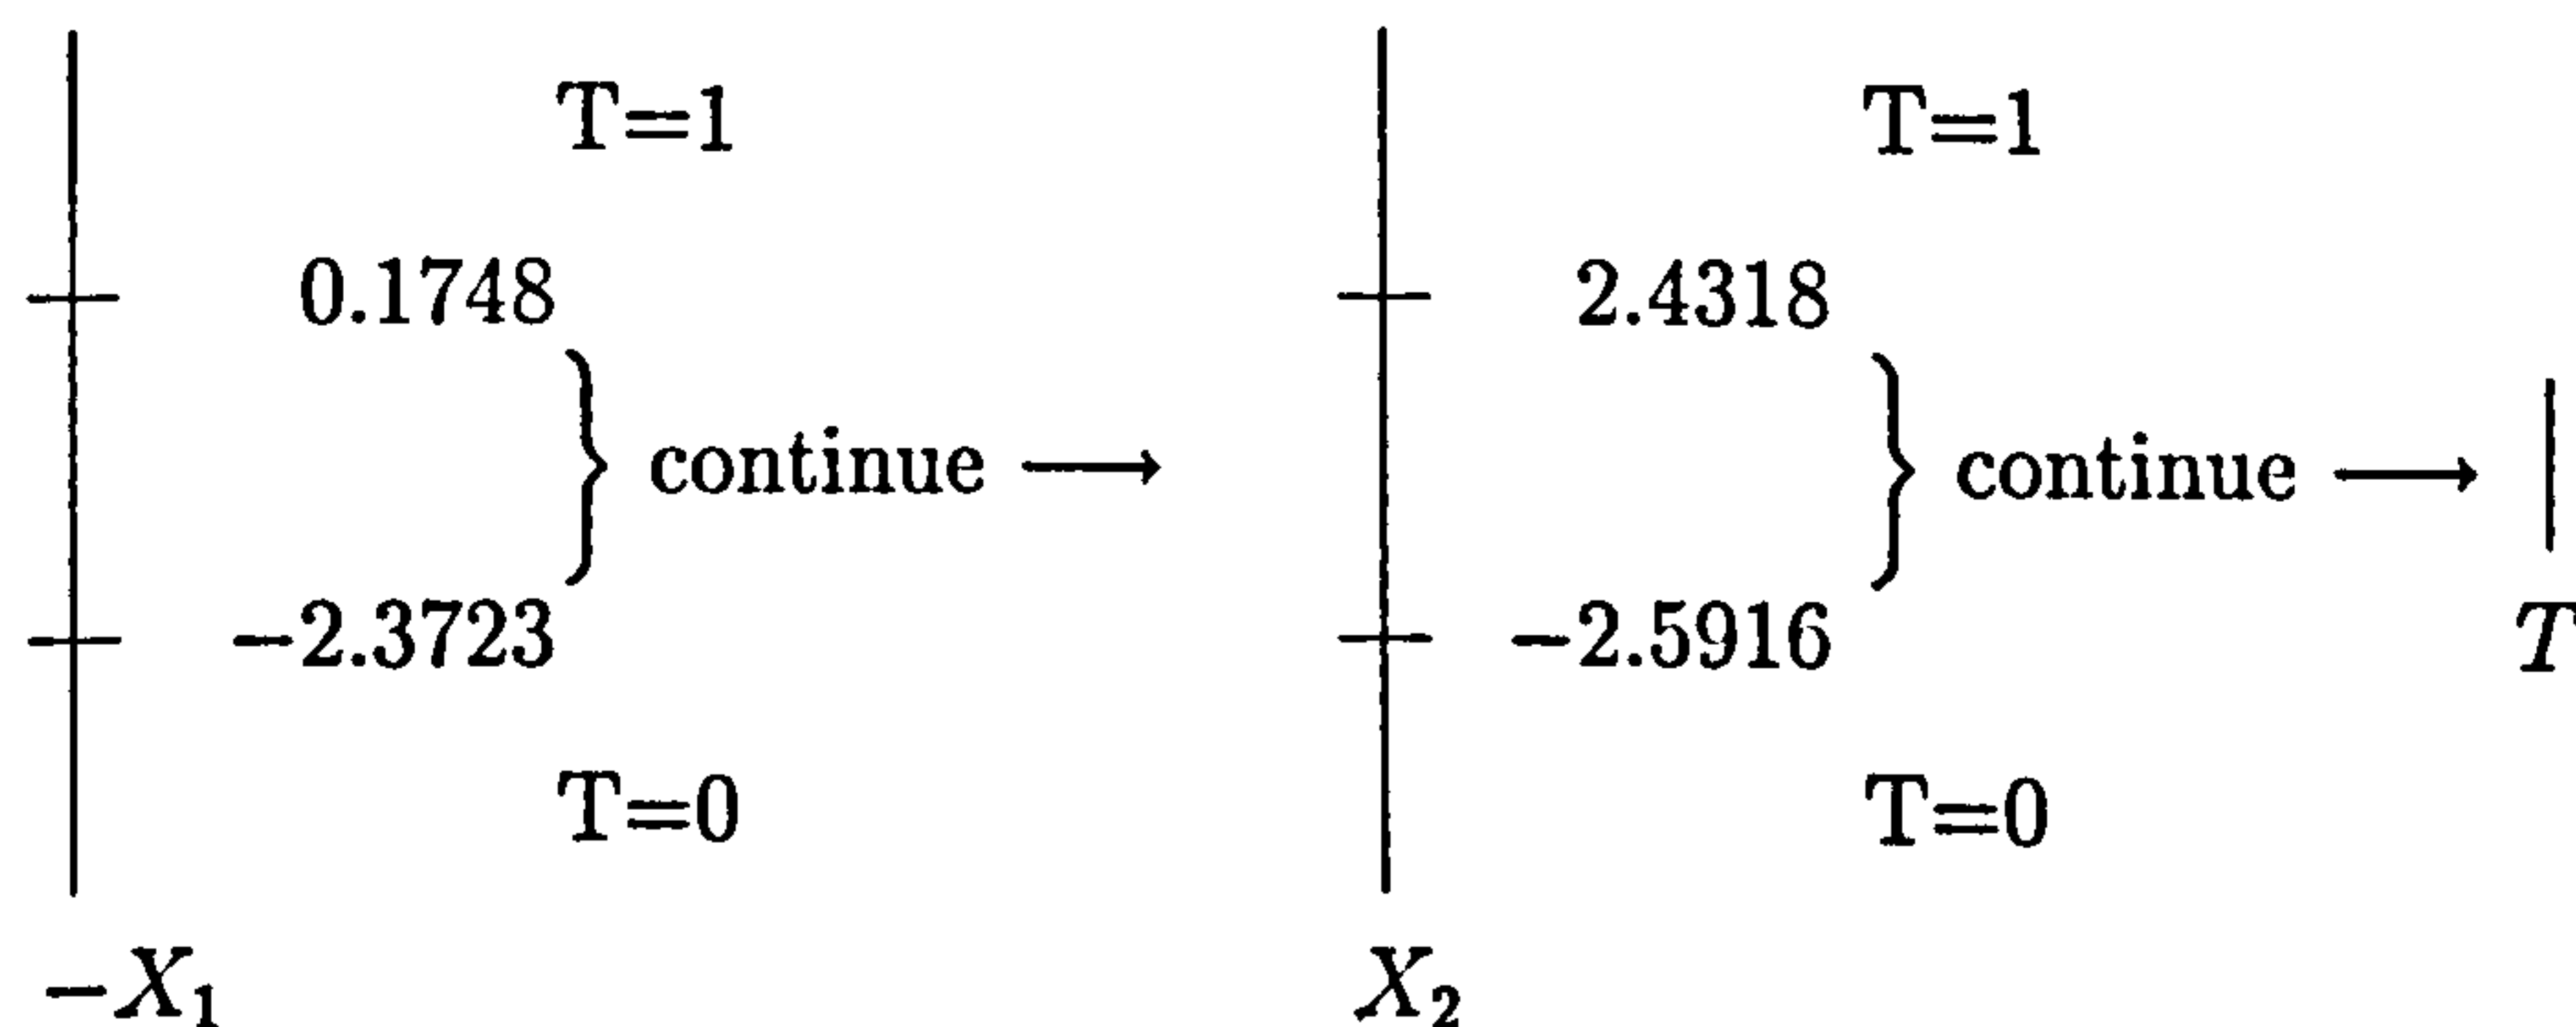 T=1 T=1
0.1748 2.4318
continue → continue →
−2.3723 −2.5916 T
T=0 T=0
−X₁ X₂